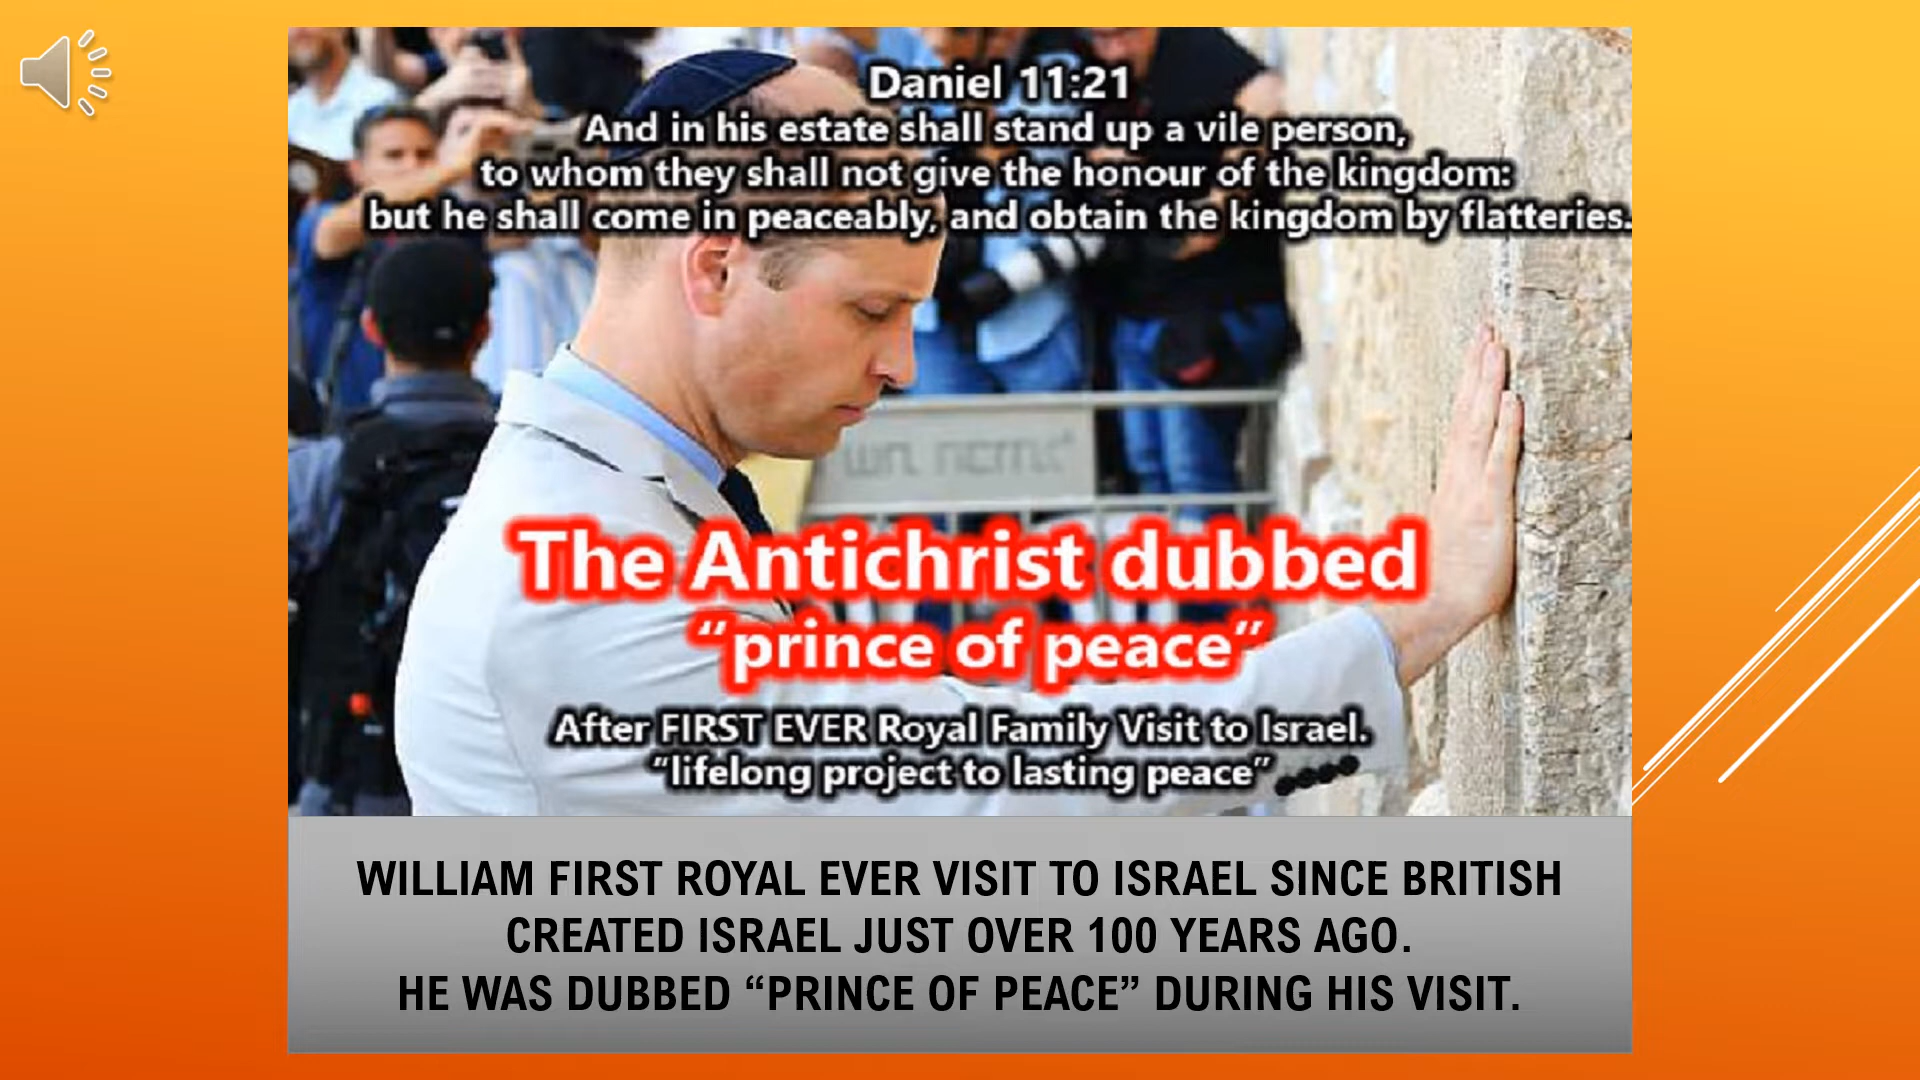 Daniel 11:21
And in his estate shall stand up a vile person,
to whom they shall not give the honour of the kingdom:
but he shall come in peaceably, and obtain the kingdom by flatteries.
The Antichrist dubbed
“prince of peace”
After FIRST EVER Royal Family Visit to Israel.
“lifelong project to lasting peace”
WILLIAM FIRST ROYAL EVER VISIT TO ISRAEL SINCE BRITISH
CREATED ISRAEL JUST OVER 100 YEARS AGO.
HE WAS DUBBED “PRINCE OF PEACE” DURING HIS VISIT.